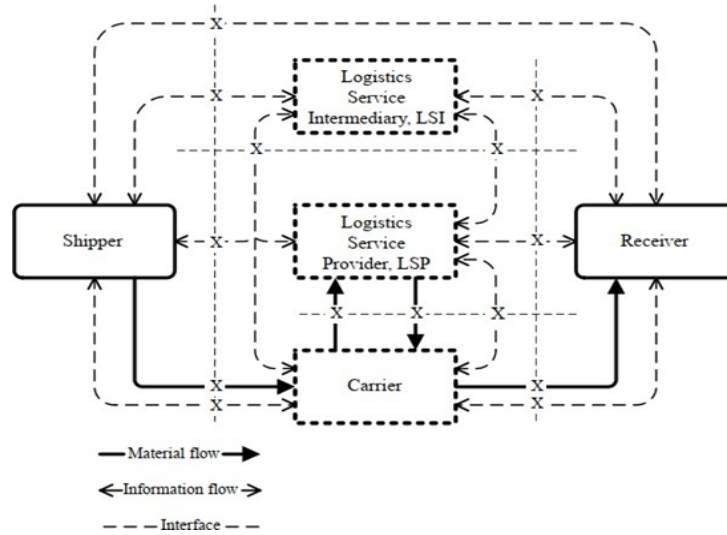 X
Logistics
Service
Intermediary, LSI
X
X
X
X
Shipper
Logistics
Service
Provider, LSP
Receiver
X
X
X
X
X
Carrier
X
X
X
X
Material flow
Information flow
Interface